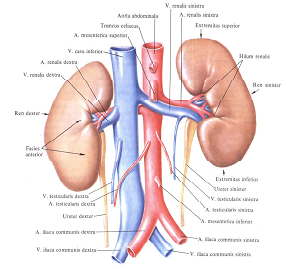 Aorta abdominalis
Truncus celiacus
A. mesenterica superior
V. cava inferior
A. renalis dextra
V. renalis dextra
Ren dexter
Facies
anterior
V. testicularis dextra
A. testicularis dextra
Ureter dexter
A. iliaca communis dextra
V. iliaca communis dextra
V. renalis sinistra
A. renalis sinistra
Extremitas superior
Hilum renalis
Ren sinister
Extremitas inferior
Ureter sinister
V. testicularis sinistra
A. testicularis sinistra
A. mesenterica inferior
A. iliaca communis sinistra
V. iliaca communis sinistra